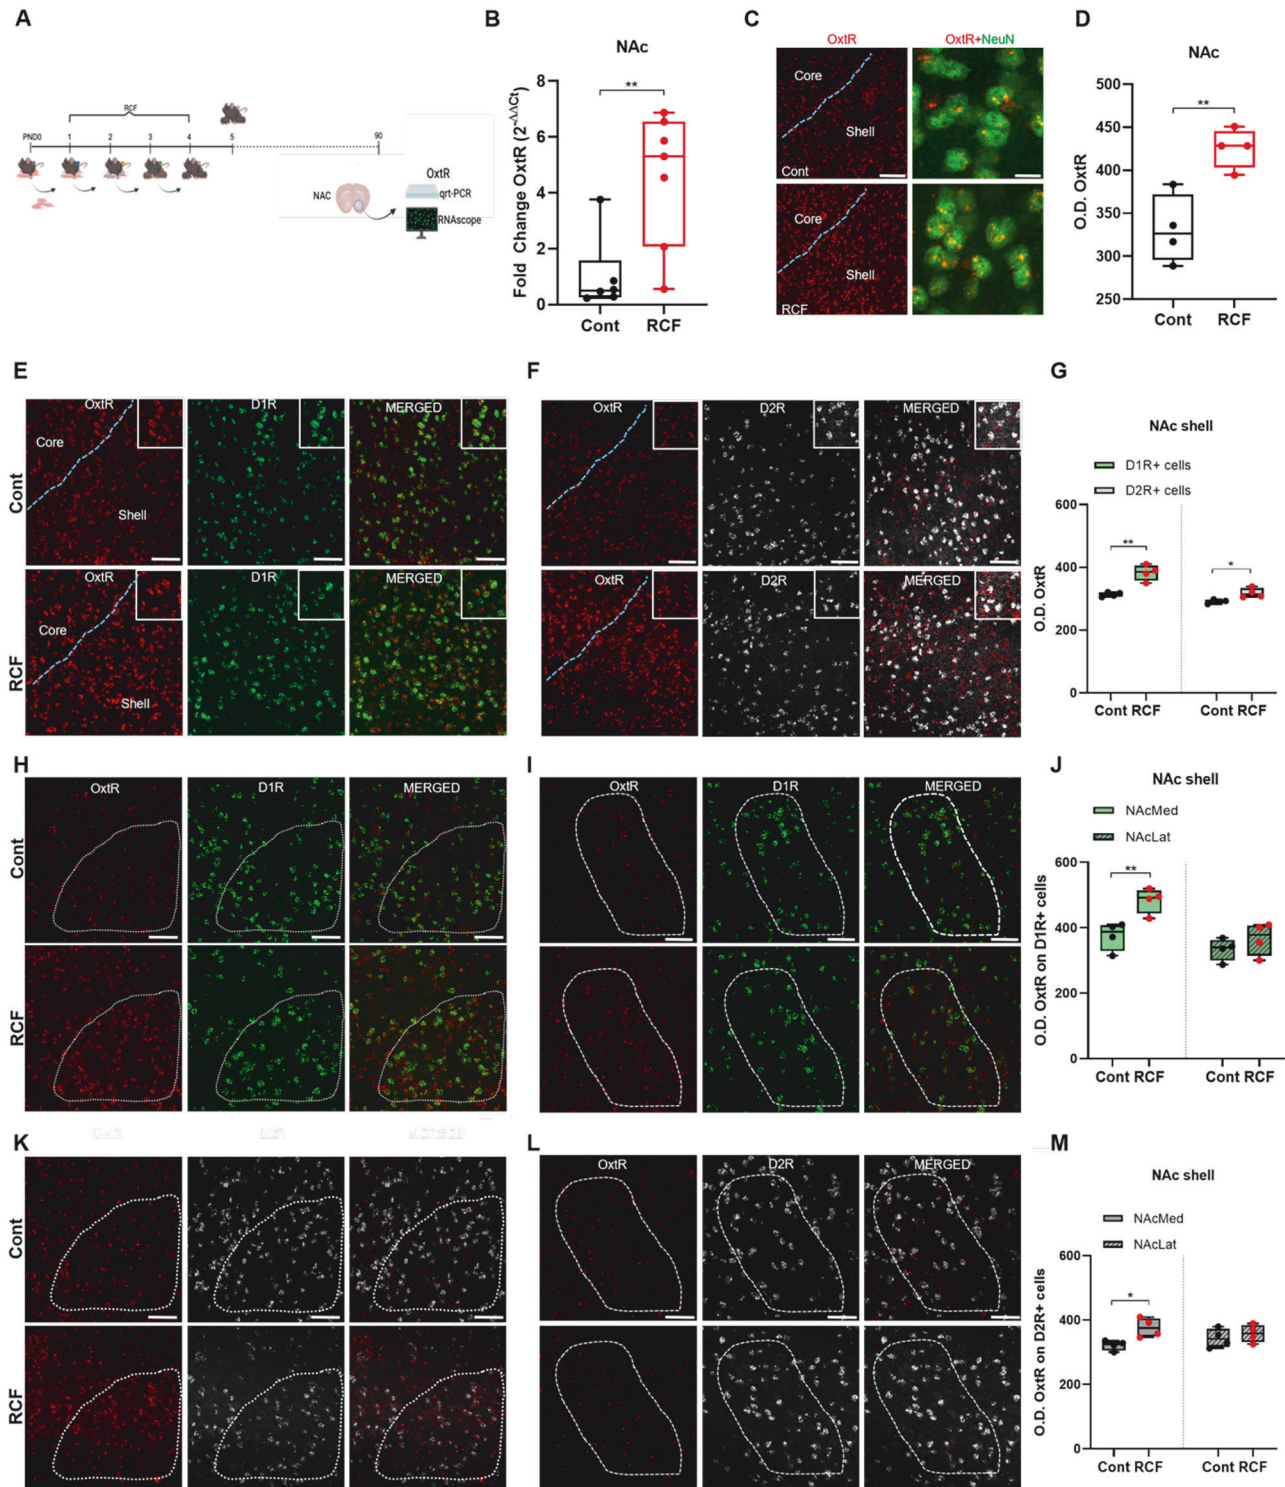 A
RCF
PND0
1
2
3
4
5
90
NAC
OxtR
qrt-PCR
RNAscope
B
NAc
**
Fold Change OxtR (2^-ΔΔCt)
8
6
4
2
0
Cont
RCF
C
OxtR
OxtR+NeuN
Core
Shell
Cont
Core
Shell
RCF
D
NAc
**
O.D. OxtR
500
450
400
350
300
250
Cont
RCF
E
Cont
OxtR
D1R
MERGED
Core
Shell
RCF
OxtR
D1R
MERGED
Core
Shell
F
OxtR
D2R
MERGED
OxtR
D2R
MERGED
G
NAc shell
D1R+ cells
D2R+ cells
O.D. OxtR
600
400
200
0
**
*
Cont RCF
Cont RCF
H
Cont
OxtR
D1R
MERGED
RCF
I
OxtR
D1R
MERGED
J
NAc shell
NAcMed
NAcLat
O.D. OxtR on D1R+ cells
600
400
200
0
**
Cont RCF
Cont RCF
K
Cont
RCF
L
OxtR
D2R
MERGED
M
NAc shell
NAcMed
NAcLat
O.D. OxtR on D2R+ cells
600
400
200
0
*
Cont RCF
Cont RCF